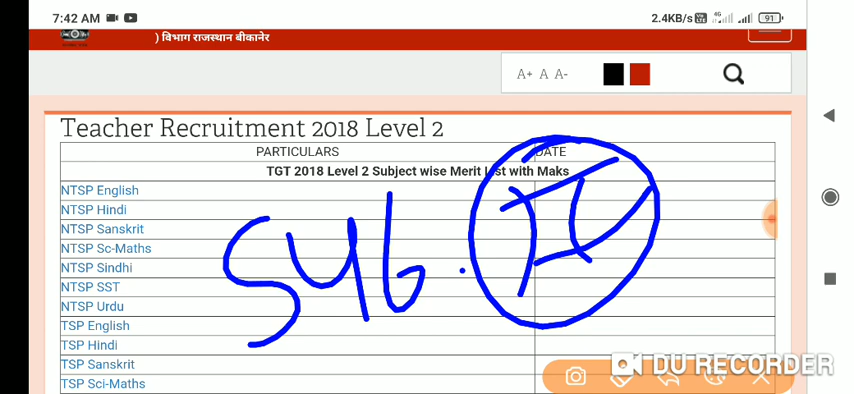 7:42 AM 2.4KB/s 4G 91
) विभाग राजस्थान बीकानेर
A+ A A-
Teacher Recruitment 2018 Level 2
PARTICULARS DATE
TGT 2018 Level 2 Subject wise Merit List with Maks
NTSP English
NTSP Hindi
NTSP Sanskrit
NTSP Sc-Maths
NTSP Sindhi
NTSP SST
NTSP Urdu
TSP English
TSP Hindi
TSP Sanskrit
TSP Sci-Maths
DU RECORDER